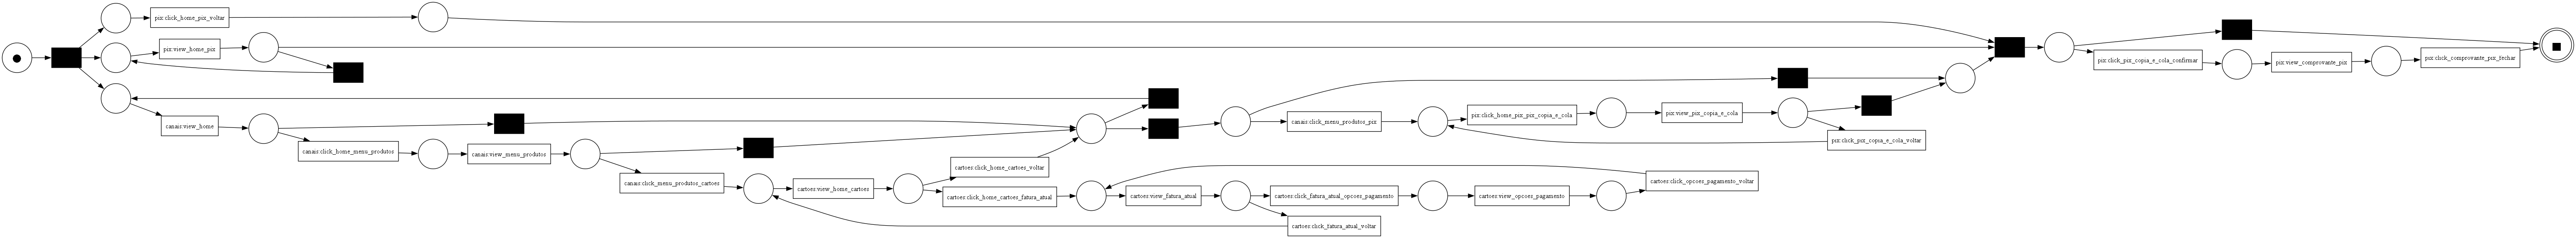 pix:click_home_pix_voltar
pix:view_home_pix
pix:click_pix_copia_e_cola_confirmar
pix:view_comprovante_pix
pix:click_comprovante_pix_fechar
canais:view_home
canais:click_menu_produtos_pix
pix:click_home_pix_pix_copia_e_cola
pix:view_pix_copia_e_cola
pix:click_pix_copia_e_cola_voltar
canais:click_home_menu_produtos
canais:view_menu_produtos
cartoes:click_home_cartoes_voltar
canais:click_menu_produtos_cartoes
cartoes:view_home_cartoes
cartoes:click_home_cartoes_fatura_atual
cartoes:view_fatura_atual
cartoes:click_fatura_atual_opcoes_pagamento
cartoes:view_opcoes_pagamento
cartoes:click_opcoes_pagamento_voltar
cartoes:click_fatura_atual_voltar